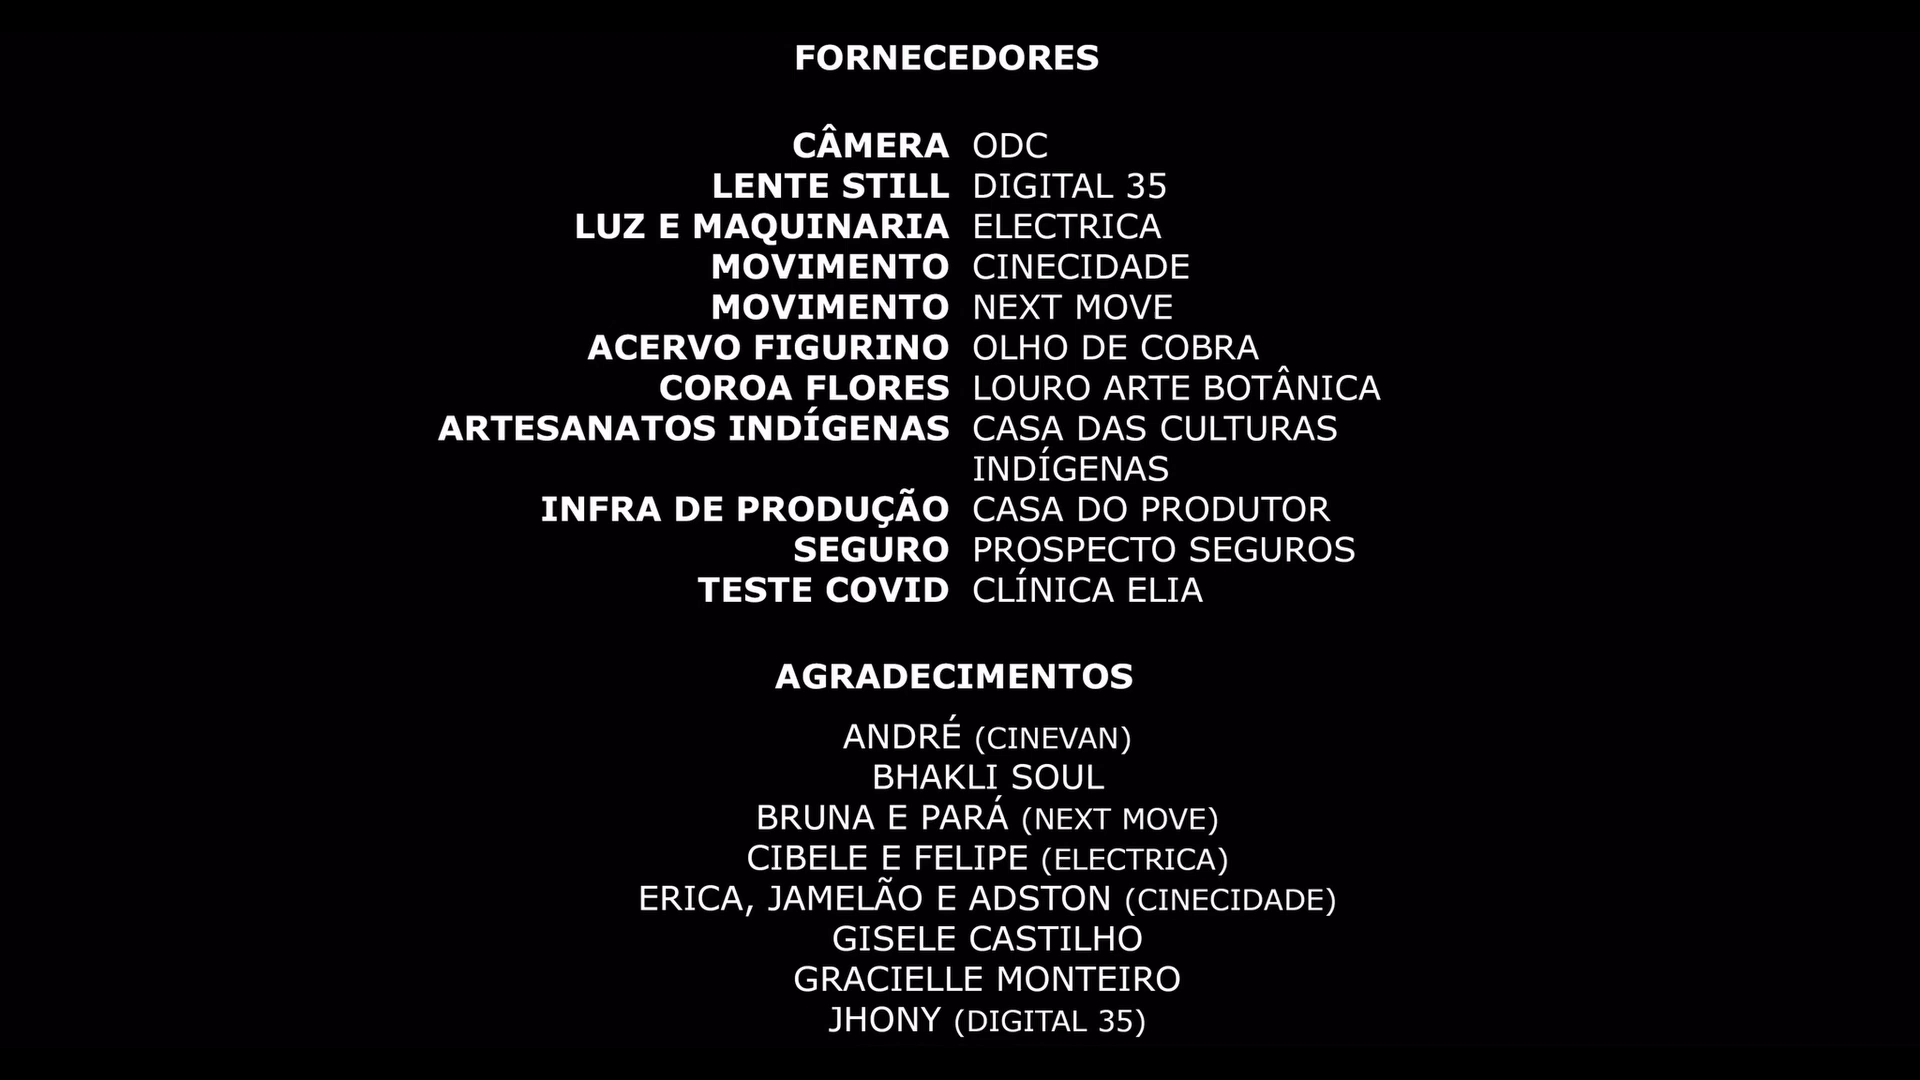 FORNECEDORES
CÂMERA ODC
LENTE STILL DIGITAL 35
LUZ E MAQUINARIA ELECTRICA
MOVIMENTO CINECIDADE
MOVIMENTO NEXT MOVE
ACERVO FIGURINO OLHO DE COBRA
COROA FLORES LOURO ARTE BOTÂNICA
ARTESANATOS INDÍGENAS CASA DAS CULTURAS
INDÍGENAS
INFRA DE PRODUÇÃO CASA DO PRODUTOR
SEGURO PROSPECTO SEGUROS
TESTE COVID CLÍNICA ELIA
AGRADECIMENTOS
ANDRÉ (CINEVAN)
BHAKLI SOUL
BRUNA E PARÁ (NEXT MOVE)
CIBELE E FELIPE (ELECTRICA)
ERICA, JAMELÃO E ADSTON (CINECIDADE)
GISELE CASTILHO
GRACIELLE MONTEIRO
JHONY (DIGITAL 35)